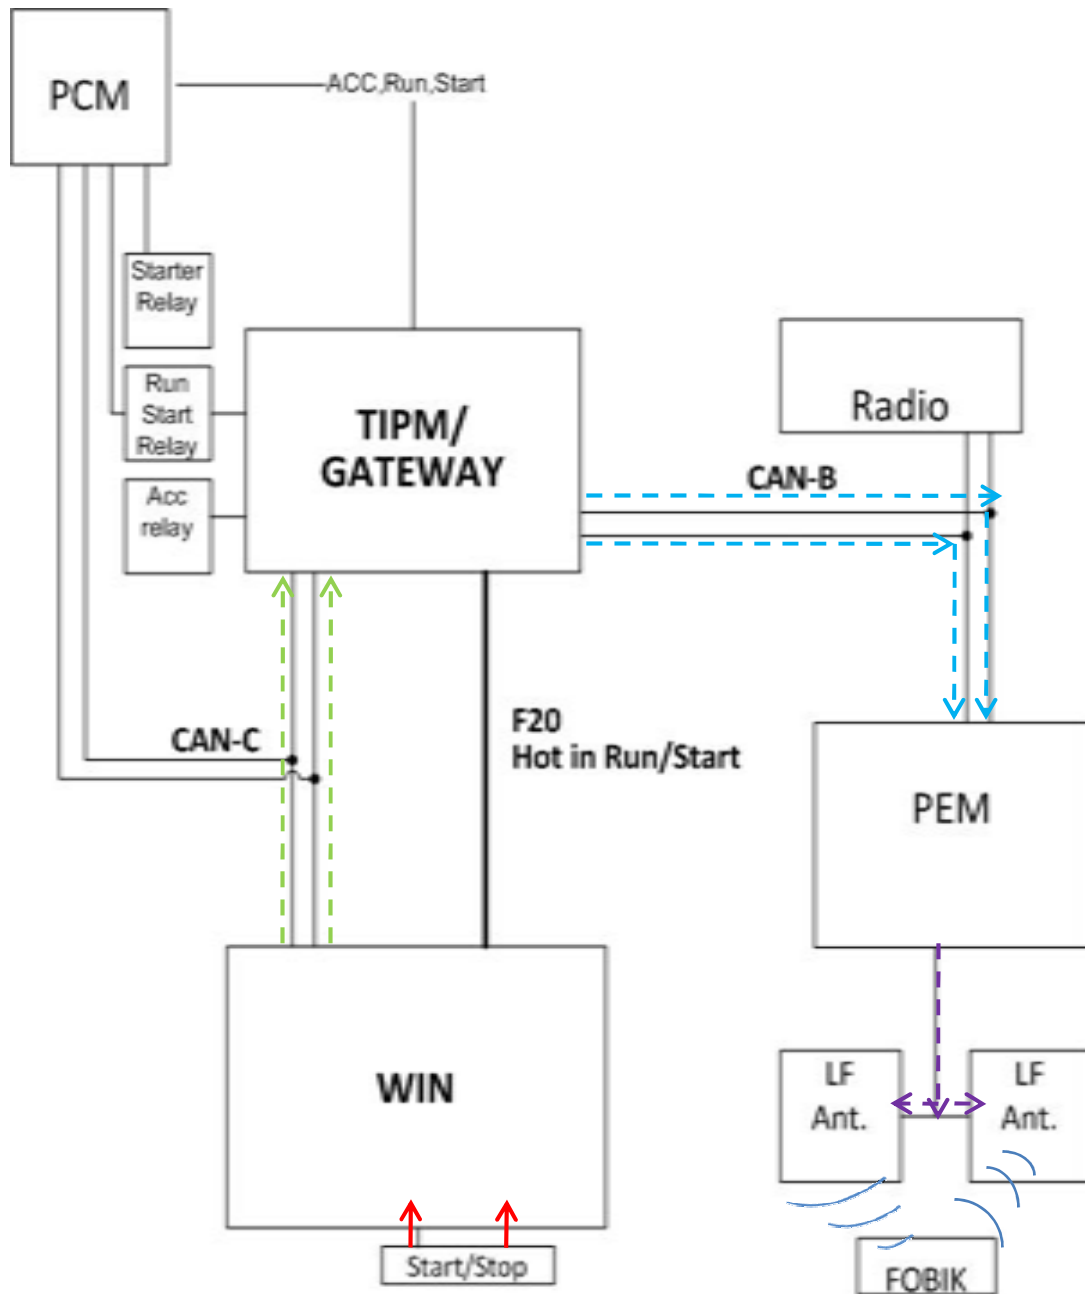 PCM
ACC,Run,Start
Starter
Relay
Run
Start
Relay
Acc
relay
TIPM/
GATEWAY
Radio
CAN-B
CAN-C
F20
Hot in Run/Start
PEM
WIN
LF
Ant.
LF
Ant.
Start/Stop
FOBIK